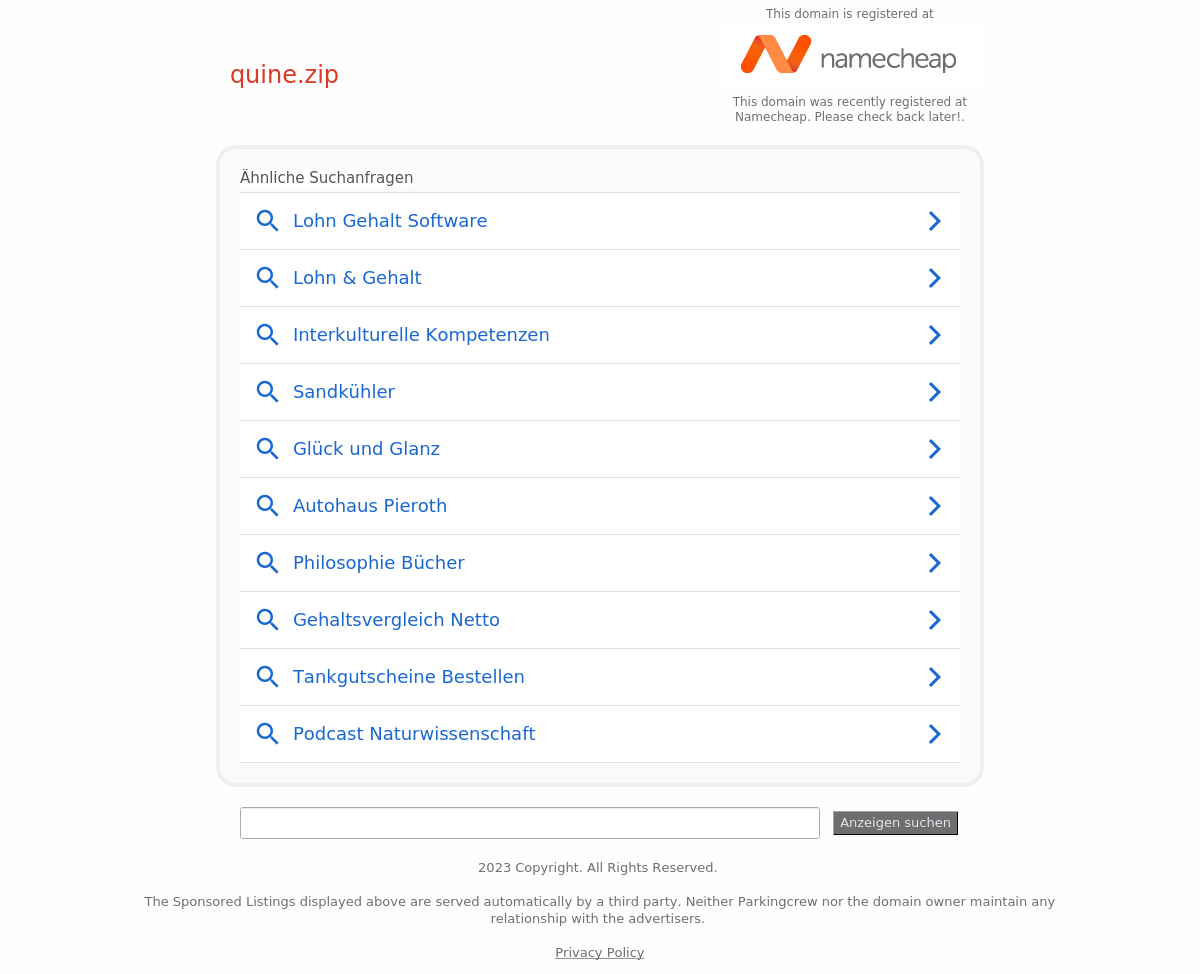 This domain is registered at
namecheap
quine.zip
This domain was recently registered at
Namecheap. Please check back later!.
Ähnliche Suchanfragen
Lohn Gehalt Software
Lohn & Gehalt
Interkulturelle Kompetenzen
Sandkühler
Glück und Glanz
Autohaus Pieroth
Philosophie Bücher
Gehaltsvergleich Netto
Tankgutscheine Bestellen
Podcast Naturwissenschaft
Anzeigen suchen
2023 Copyright. All Rights Reserved.
The Sponsored Listings displayed above are served automatically by a third party. Neither Parkingcrew nor the domain owner maintain any
relationship with the advertisers.
Privacy Policy